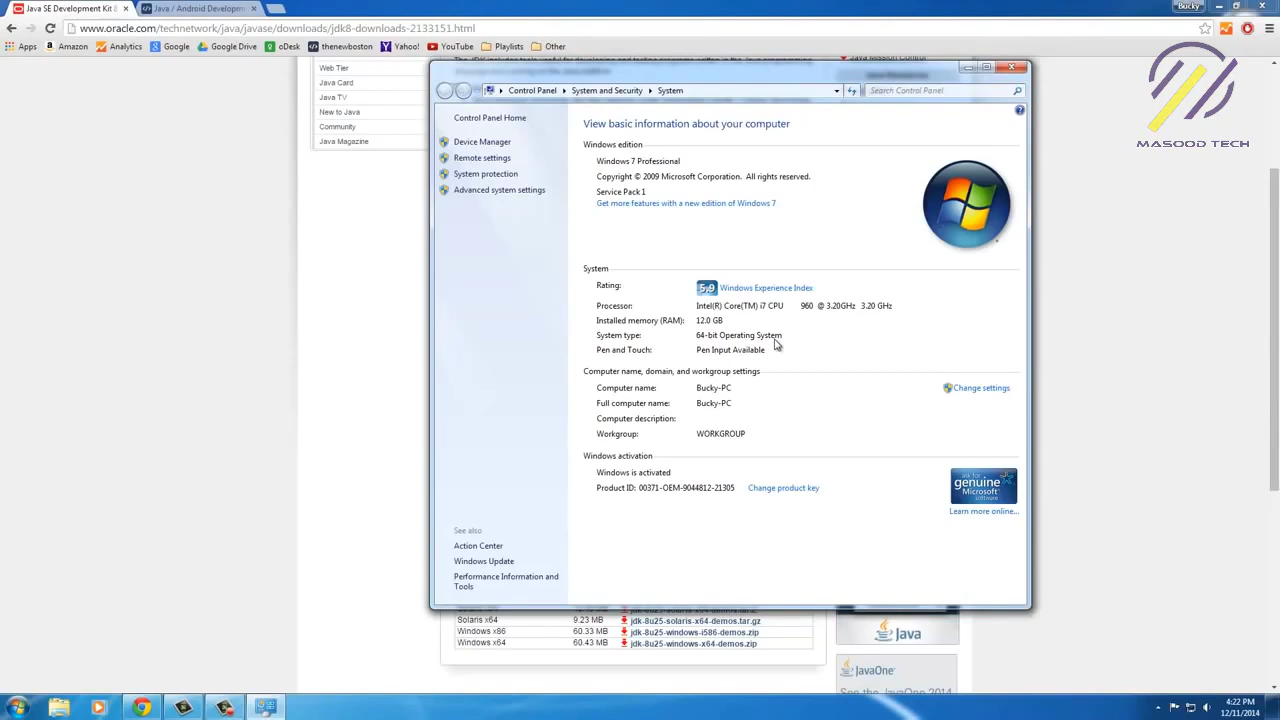 Java SE Development Kit 8
Java / Android Developm
Bucky
www.oracle.com/technetwork/java/javase/downloads/jdk8-downloads-2133151.html
Apps Amazon Analytics Google Google Drive oDesk thenewboston Yahoo! YouTube Playlists Other
Web Tier
Java Card
Java TV
New to Java
Community
Java Magazine
MASOOD TECH
Control Panel System and Security System
Search Control Panel
Control Panel Home
Device Manager
Remote settings
System protection
Advanced system settings
View basic information about your computer
Windows edition
Windows 7 Professional
Copyright © 2009 Microsoft Corporation. All rights reserved.
Service Pack 1
Get more features with a new edition of Windows 7
System
Rating: 5.9 Windows Experience Index
Processor: Intel(R) Core(TM) i7 CPU 960 @ 3.20GHz 3.20 GHz
Installed memory (RAM): 12.0 GB
System type: 64-bit Operating System
Pen and Touch: Pen Input Available
Computer name, domain, and workgroup settings
Computer name: Bucky-PC
Change settings
Full computer name: Bucky-PC
Computer description:
Workgroup: WORKGROUP
Windows activation
Windows is activated
Product ID: 00371-OEM-9044812-21305 Change product key
ask for
genuine
Microsoft
software
Learn more online...
See also
Action Center
Windows Update
Performance Information and
Tools
Solaris x64 9.23 MB jdk-8u25-solaris-x64-demos.tar.gz
Windows x86 60.33 MB jdk-8u25-windows-i586-demos.zip
Windows x64 60.43 MB jdk-8u25-windows-x64-demos.zip
Java
JavaOne
See the JavaOne 2014
4:22 PM
12/11/2014